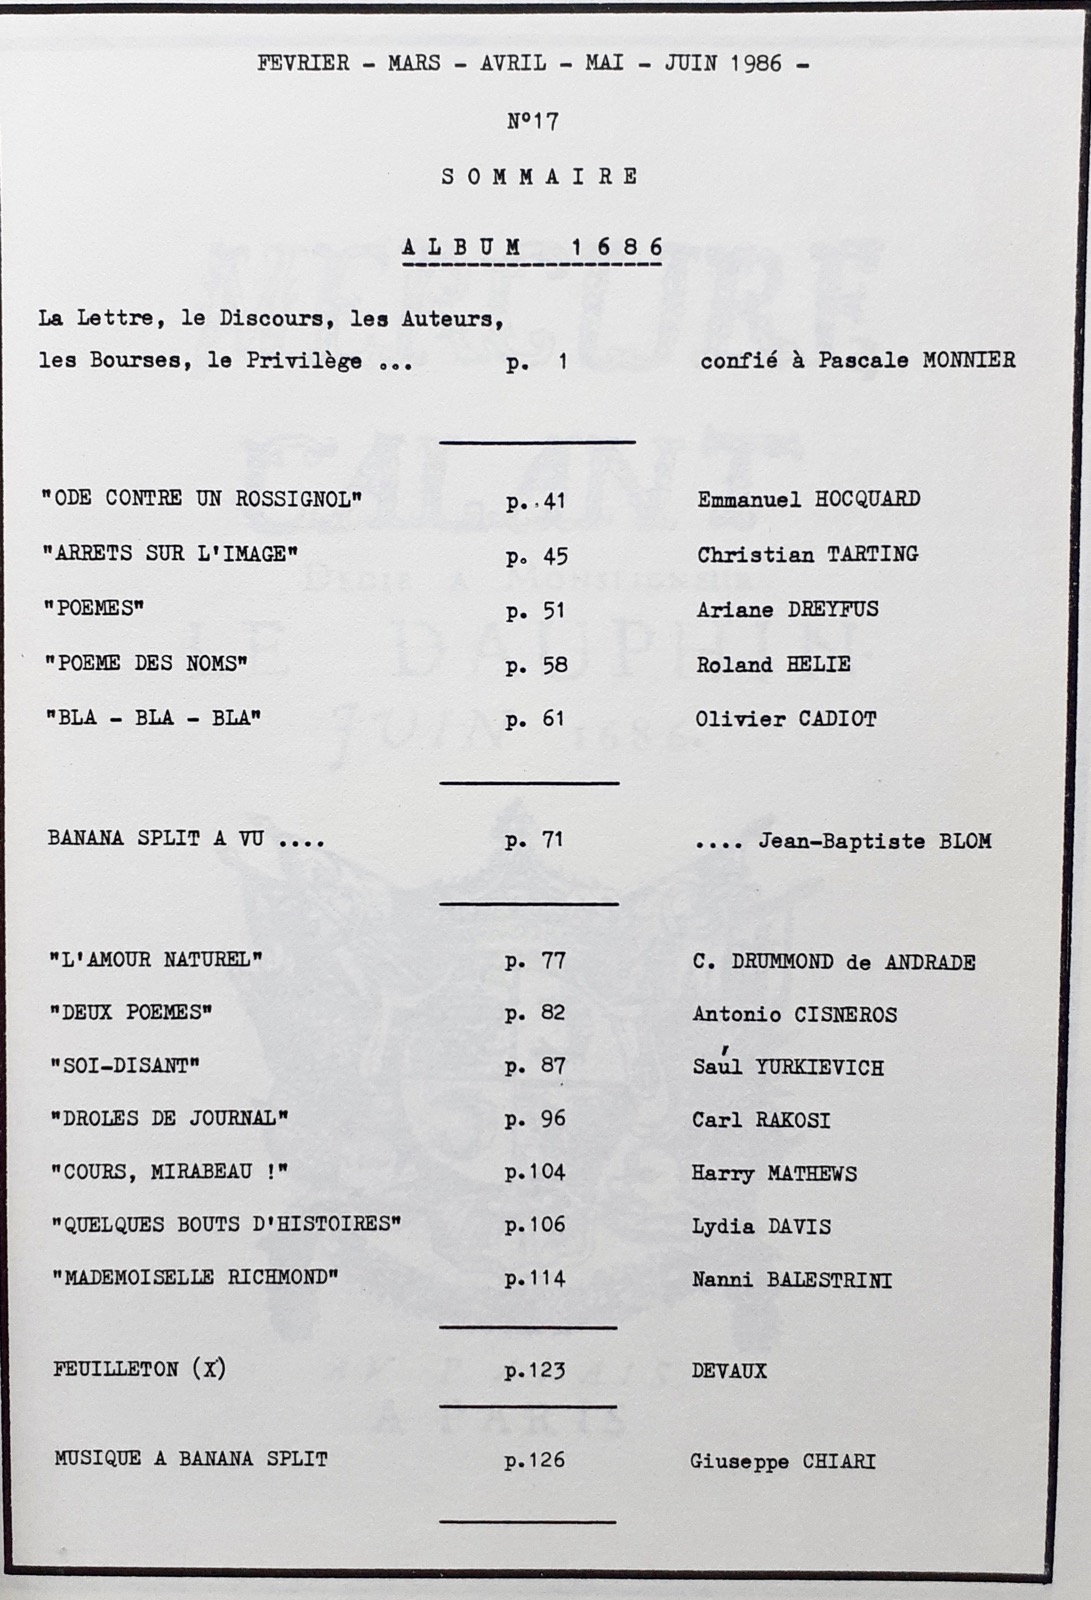 FEVRIER - MARS - AVRIL - MAI - JUIN 1986 -
N°17
S O M M A I R E
A L B U M 1 6 8 6
La Lettre, le Discours, les Auteurs,
les Bourses, le Privilège ... p. 1 confié à Pascale MONNIER
"ODE CONTRE UN ROSSIGNOL" p. 41 Emmanuel HOCQUARD
"ARRETS SUR L'IMAGE" p. 45 Christian TARTING
"POEMES" p. 51 Ariane DREYFUS
"POEME DES NOMS" p. 58 Roland HELIE
"BLA - BLA - BLA" p. 61 Olivier CADIOT
BANANA SPLIT A VU .... p. 71 .... Jean-Baptiste BLOM
"L'AMOUR NATUREL" p. 77 C. DRUMMOND de ANDRADE
"DEUX POEMES" p. 82 Antonio CISNEROS
"SOI-DISANT" p. 87 Saúl YURKIEVICH
"DROLES DE JOURNAL" p. 96 Carl RAKOSI
"COURS, MIRABEAU !" p.104 Harry MATHEWS
"QUELQUES BOUTS D'HISTOIRES" p.106 Lydia DAVIS
"MADEMOISELLE RICHMOND" p.114 Nanni BALESTRINI
FEUILLETON (X) p.123 DEVAUX
MUSIQUE A BANANA SPLIT p.126 Giuseppe CHIARI